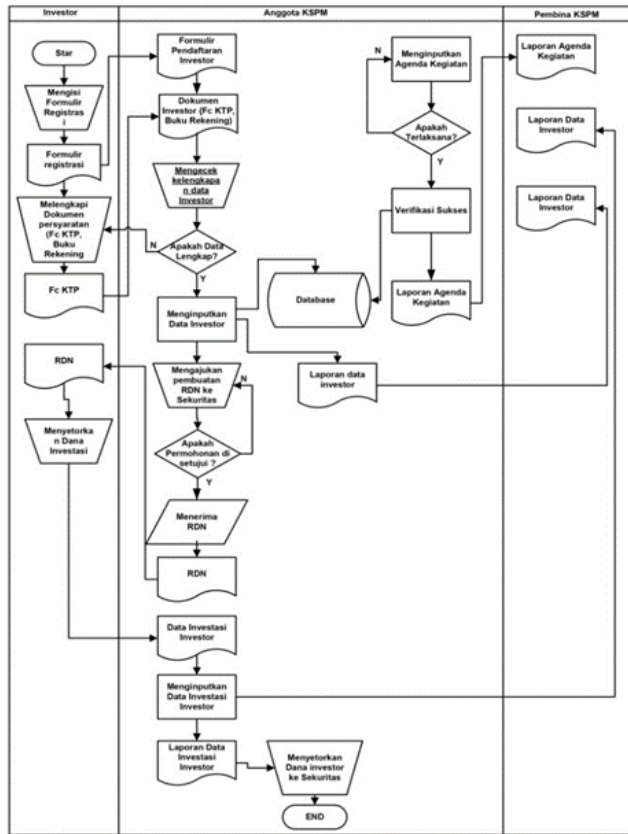 Investor
Anggota KSPM
Pembina KSPM
Star
Mengisi
Formulir
Registras
i
Formulir
registrasi
Melengkapi
Dokumen
persyaratan
(Fc KTP,
Buku
Rekening
Fc KTP
RDN
Menyetorka
n Dana
Investasi
Formulir
Pendaftaran
Investor
Dokumen
Investor (Fc KTP,
Buku Rekening)
Mengecek
kelengkapa
n data
Investor
N
Apakah Data
Lengkap?
Y
Menginputkan
Data Investor
Mengajukan
pembuatan
RDN ke
Sekuritas
N
Apakah
Permohonan di
setujui ?
Y
Menerima
RDN
RDN
Data Investasi
Investor
Menginputkan
Data Investasi
Investor
Laporan Data
Investasi
Investor
Menyetorkan
Dana investor
ke Sekuritas
END
N
Menginputkan
Agenda Kegiatan
Apakah
Terlaksana?
Y
Verifikasi Sukses
Database
Laporan Agenda
Kegiatan
Laporan data
investor
Laporan Agenda
Kegiatan
Laporan Data
Investor
Laporan Data
Investor